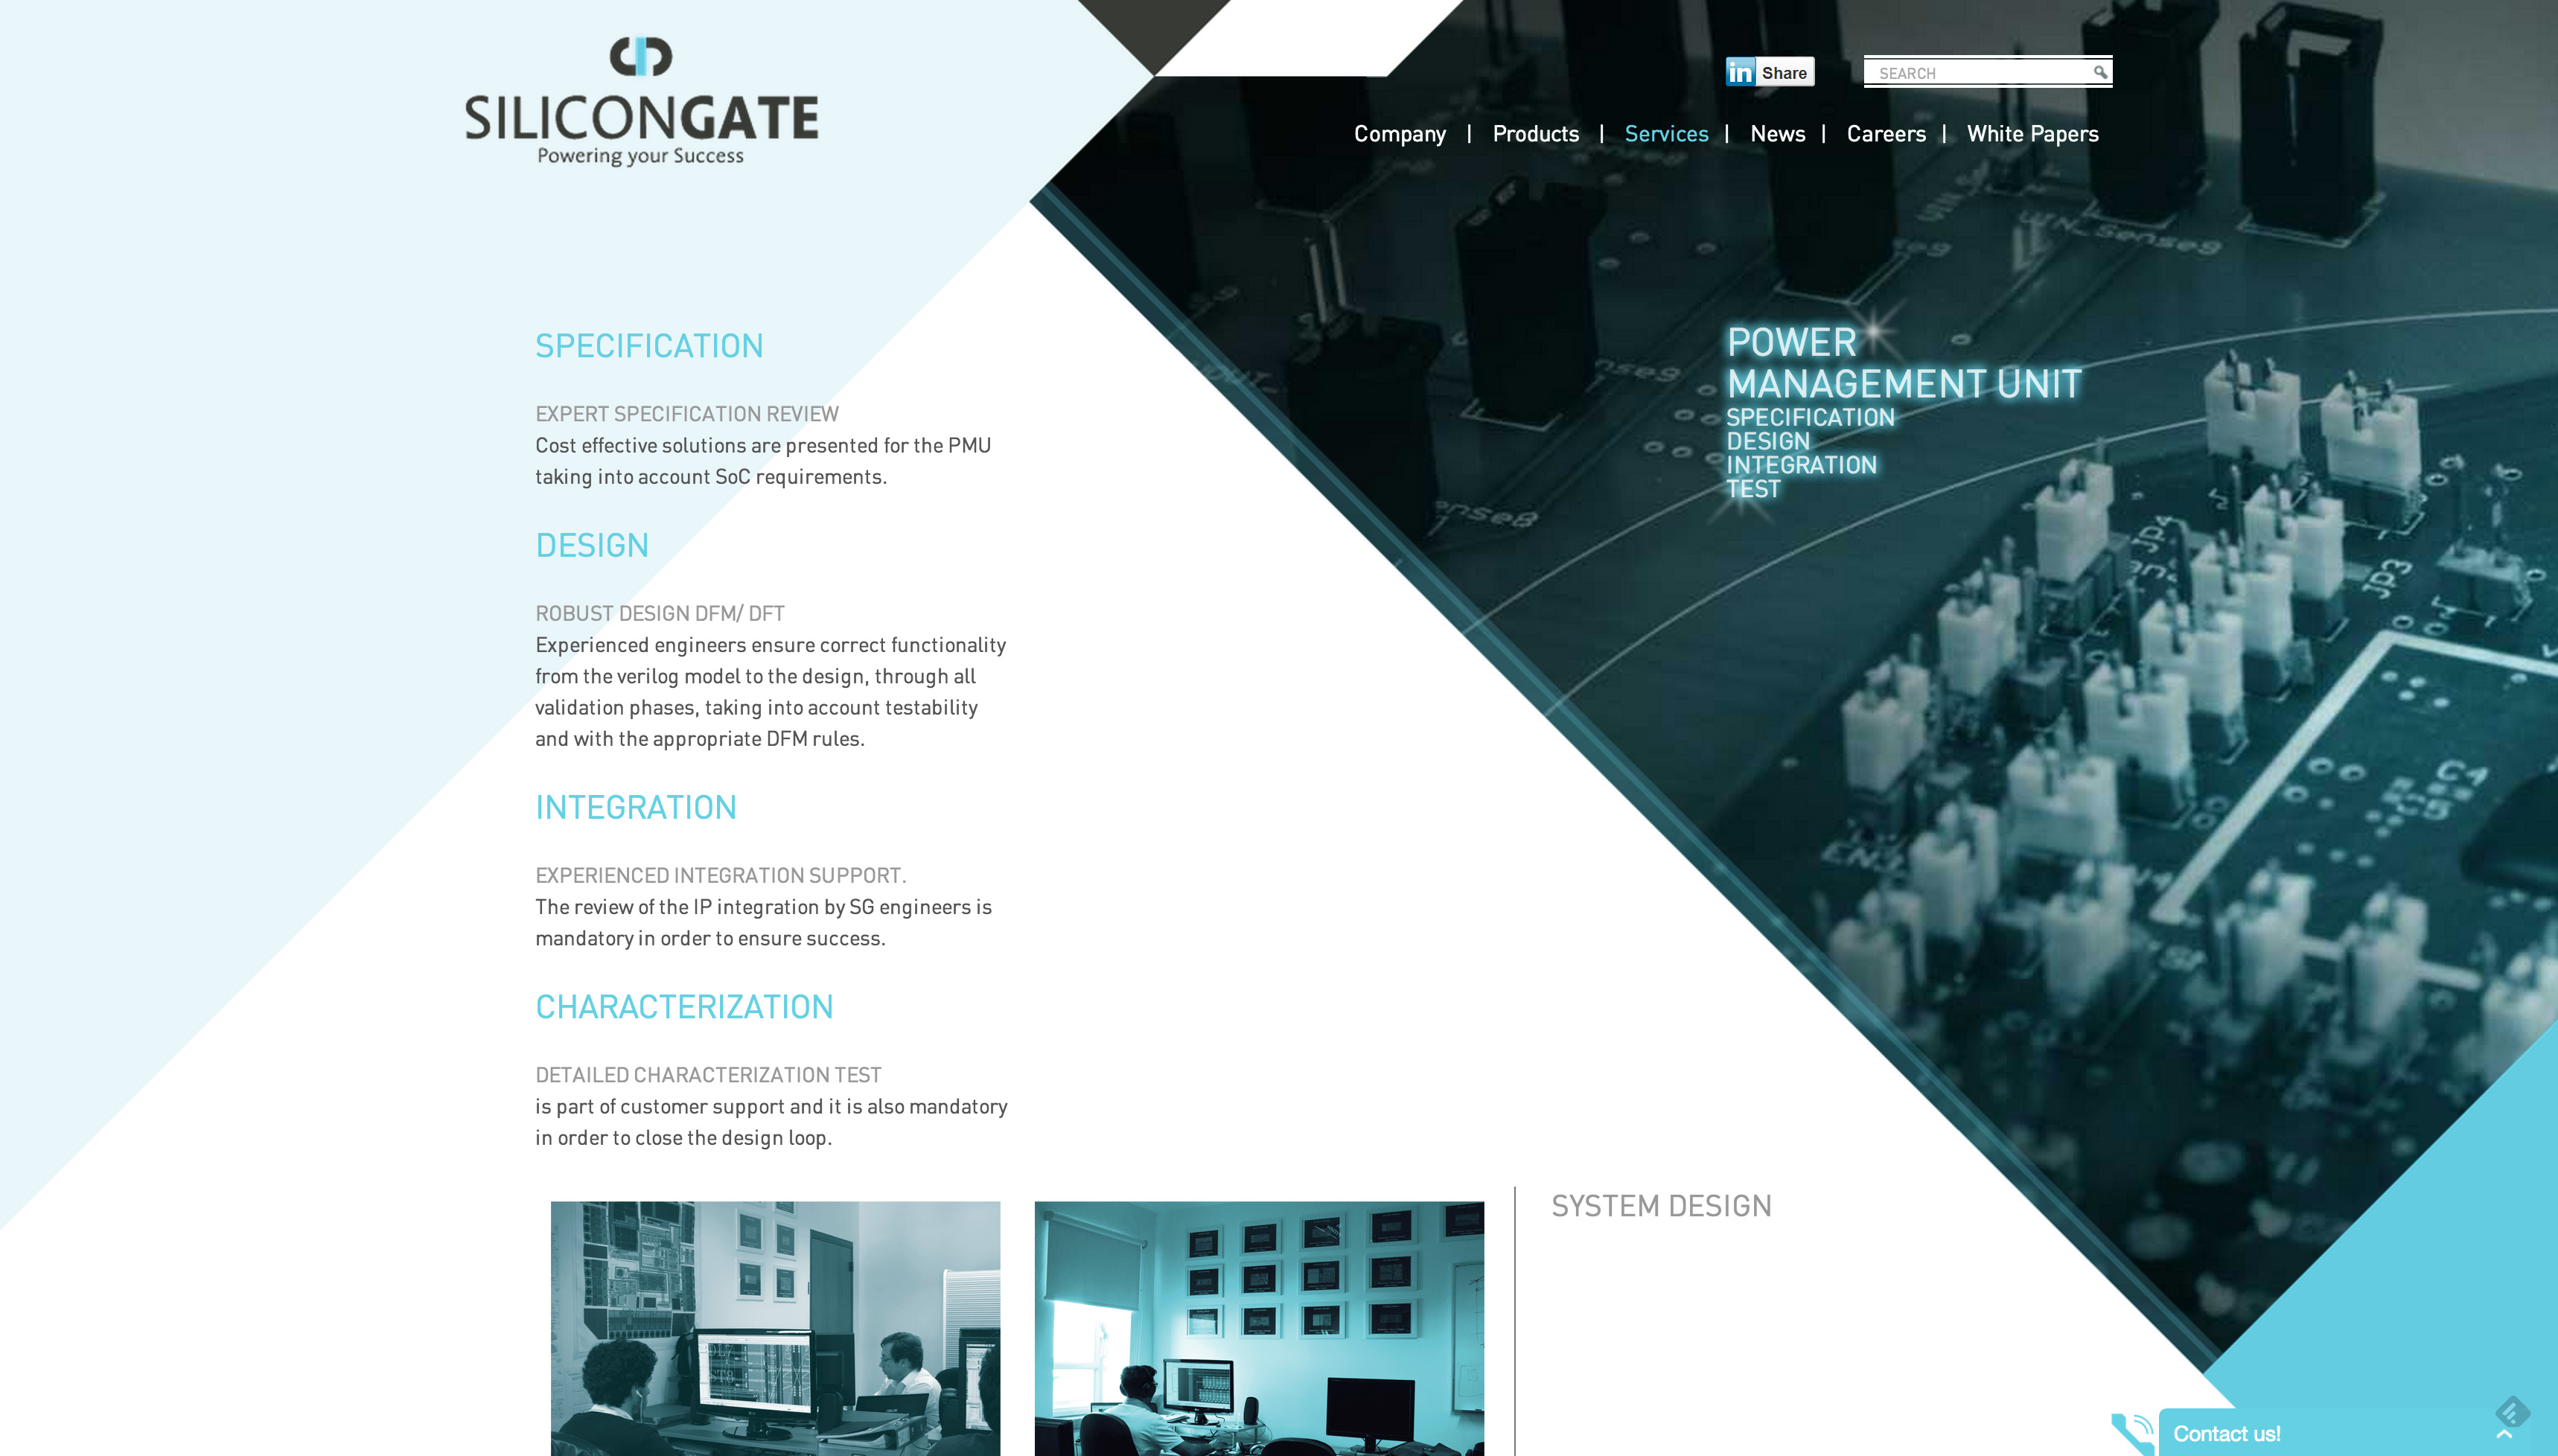 SILICONGATE
Powering your Success
in Share
SEARCH
Company | Products | Services | News | Careers | White Papers
SPECIFICATION
EXPERT SPECIFICATION REVIEW
Cost effective solutions are presented for the PMU
taking into account SoC requirements.
DESIGN
ROBUST DESIGN DFM/ DFT
Experienced engineers ensure correct functionality
from the verilog model to the design, through all
validation phases, taking into account testability
and with the appropriate DFM rules.
INTEGRATION
EXPERIENCED INTEGRATION SUPPORT.
The review of the IP integration by SG engineers is
mandatory in order to ensure success.
CHARACTERIZATION
DETAILED CHARACTERIZATION TEST
is part of customer support and it is also mandatory
in order to close the design loop.
POWER
MANAGEMENT UNIT
SPECIFICATION
DESIGN
INTEGRATION
TEST
VIN_Sense9
ense8
JP4
JP3
C4
C5
SYSTEM DESIGN
Contact us!